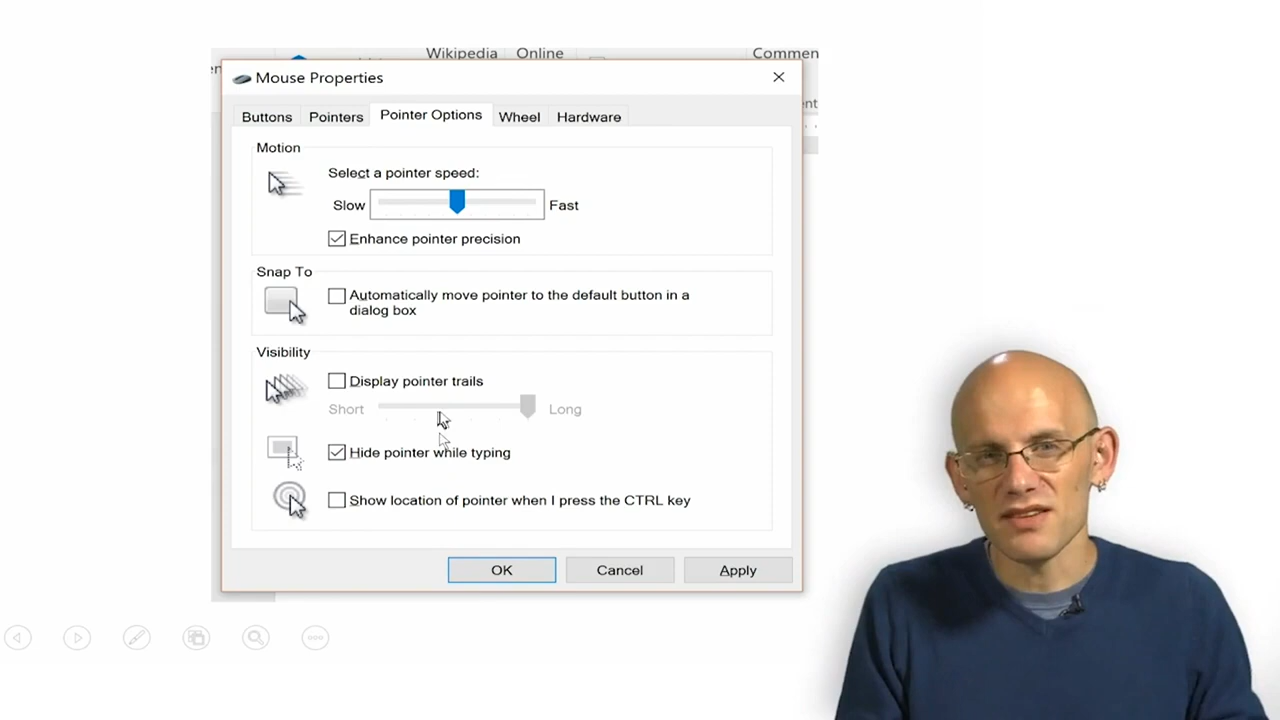 Wikipedia Online Commen
Mouse Properties
Buttons Pointers Pointer Options Wheel Hardware
Motion
Select a pointer speed:
Slow Fast
Enhance pointer precision
Snap To
Automatically move pointer to the default button in a
dialog box
Visibility
Display pointer trails
Short Long
Hide pointer while typing
Show location of pointer when I press the CTRL key
OK Cancel Apply